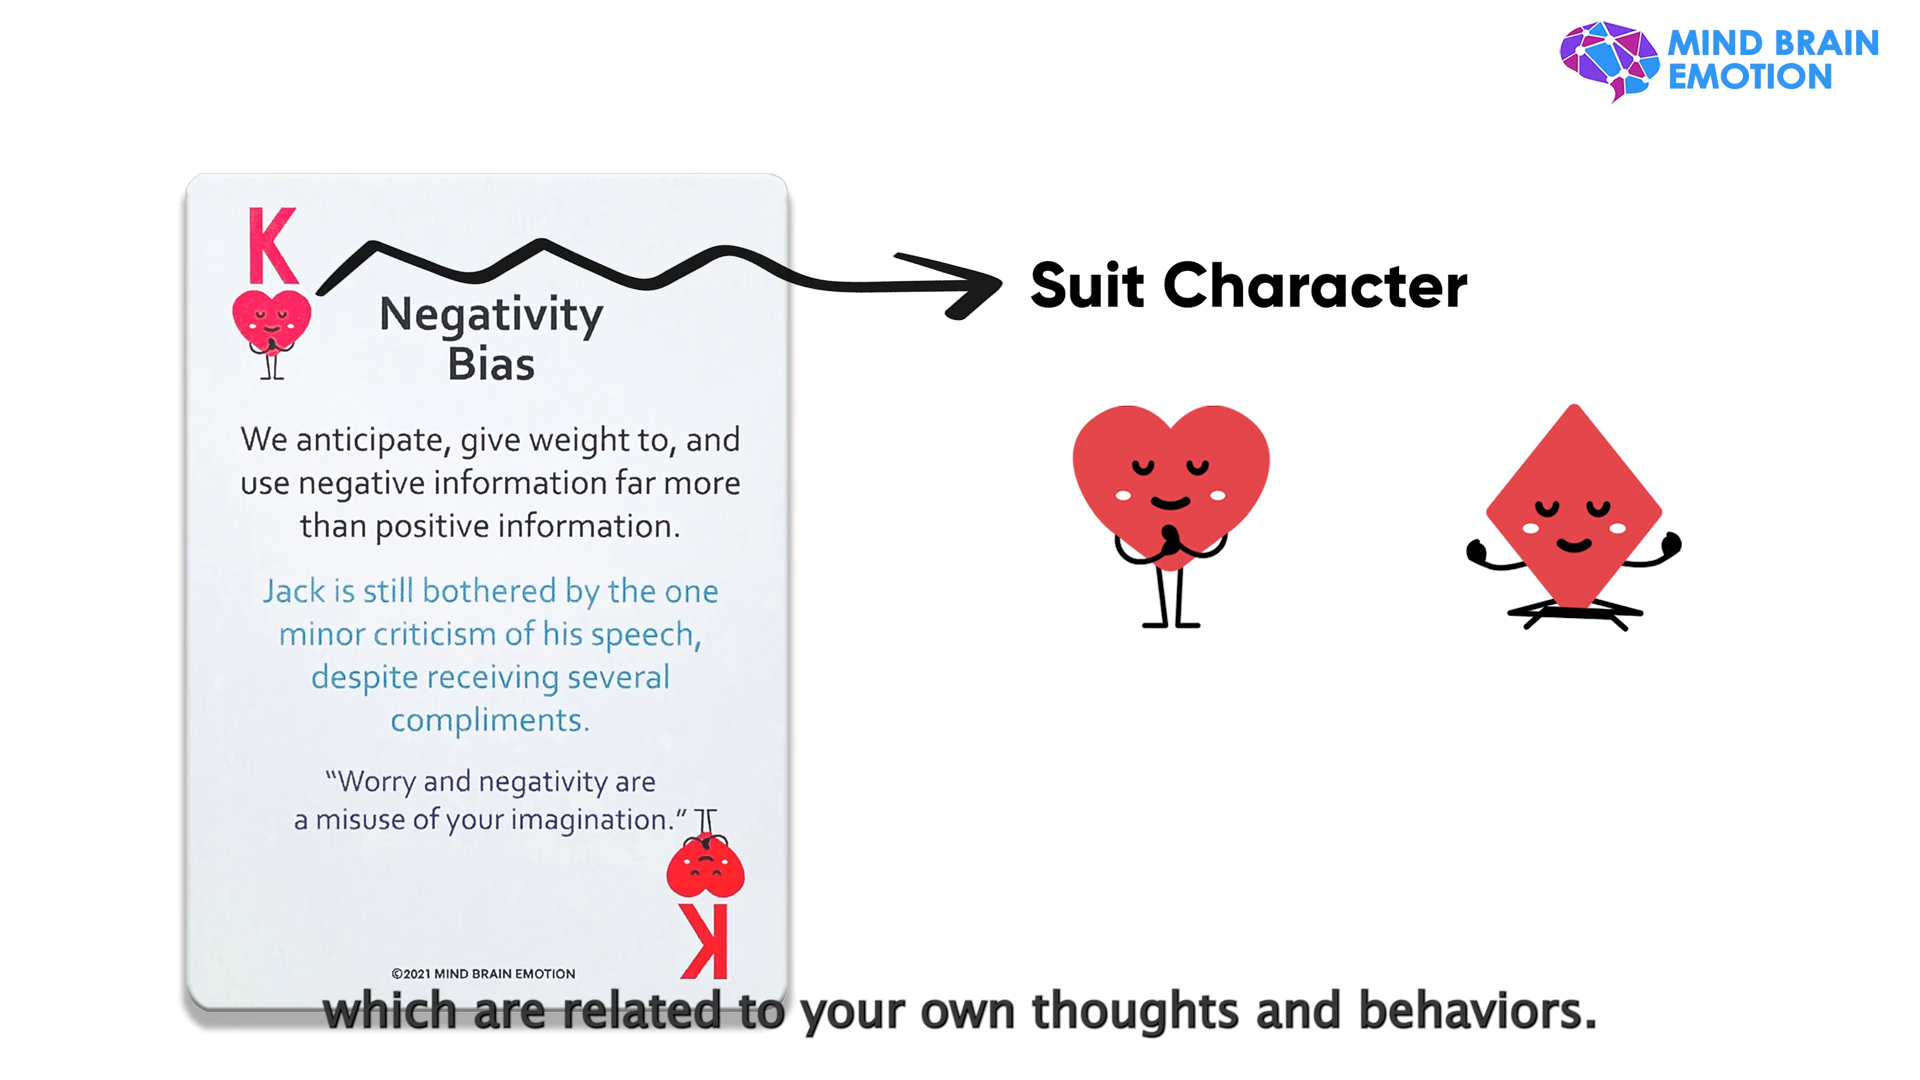 MIND BRAIN
EMOTION
K
Negativity
Bias
We anticipate, give weight to, and
use negative information far more
than positive information.
Jack is still bothered by the one
minor criticism of his speech,
despite receiving several
compliments.
“Worry and negativity are
a misuse of your imagination.”
K
©2021 MIND BRAIN EMOTION
Suit Character
which are related to your own thoughts and behaviors.